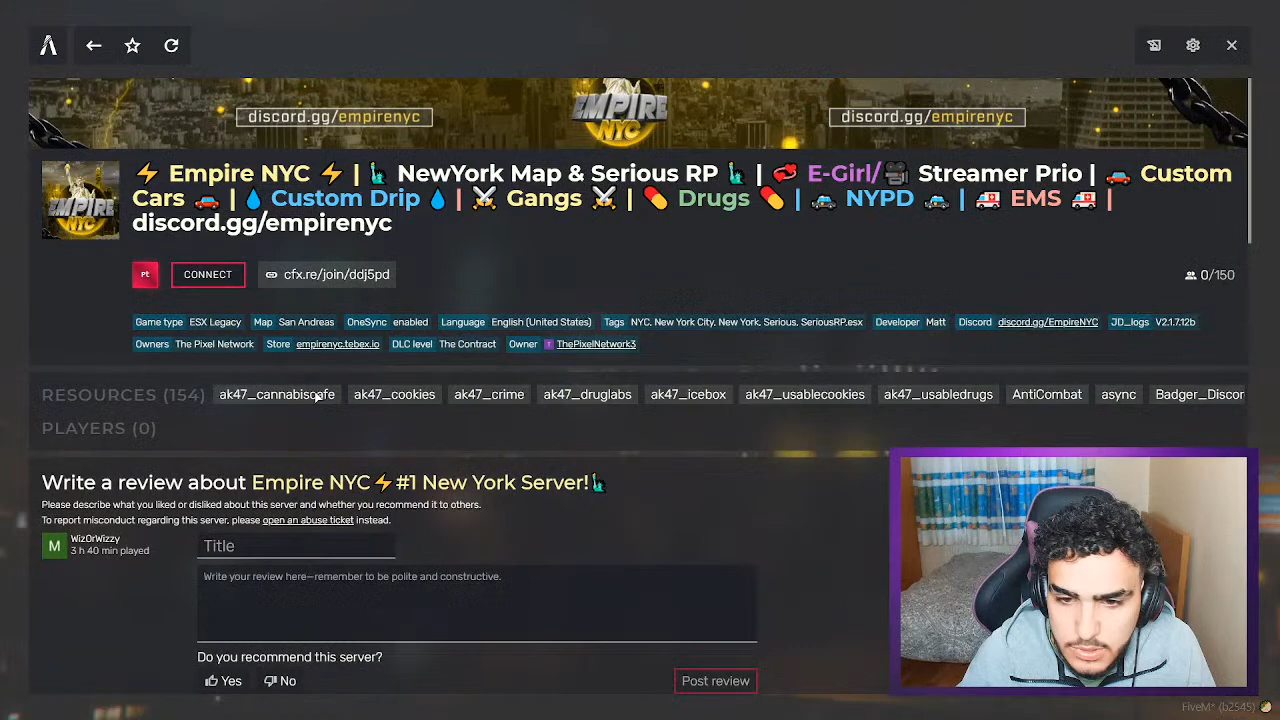 discord.gg/empirenyc
EMPIRE
NYC
discord.gg/empirenyc
EMPIRE
NYC
⚡ Empire NYC ⚡ | 🗽 NewYork Map & Serious RP 🗽 | 💞 E-Girl/🎥 Streamer Prio | 🚗 Custom
Cars 🚗 | 💧 Custom Drip 💧 | ⚔️ Gangs ⚔️ | 💊 Drugs 💊 | 🚓 NYPD 🚓 | 🚑 EMS 🚑 |
discord.gg/empirenyc
Pt CONNECT cfx.re/join/ddj5pd 0/150
Game type ESX Legacy Map San Andreas OneSync enabled Language English (United States) Tags NYC, New York City, New York, Serious, SeriousRP,esx Developer Matt Discord discord.gg/EmpireNYC JD_logs V2.1.7.12b
Owners The Pixel Network Store empirenyc.tebex.io DLC level The Contract Owner ThePixelNetwork3
RESOURCES (154) ak47_cannabiscafe ak47_cookies ak47_crime ak47_druglabs ak47_icebox ak47_usablecookies ak47_usabledrugs AntiCombat async Badger_Discor
PLAYERS (0)
Write a review about Empire NYC⚡#1 New York Server!🗽
Please describe what you liked or disliked about this server and whether you recommend it to others.
To report misconduct regarding this server, please open an abuse ticket instead.
M WizOrWizzy
3 h 40 min played
Title
Write your review here—remember to be polite and constructive.
Do you recommend this server?
Yes No Post review
FiveM* (b2545)